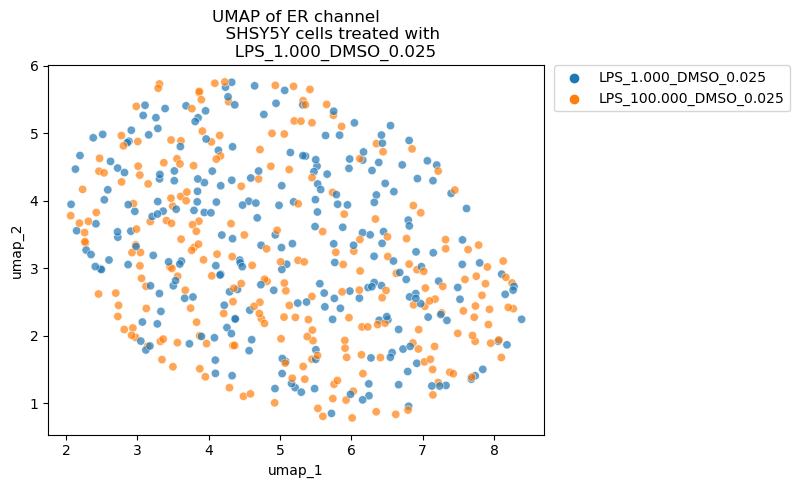 UMAP of ER channel
SHSY5Y cells treated with
LPS_1.000_DMSO_0.025
LPS_1.000_DMSO_0.025
LPS_100.000_DMSO_0.025
umap_2
6
5
4
3
2
1
2 3 4 5 6 7 8
umap_1